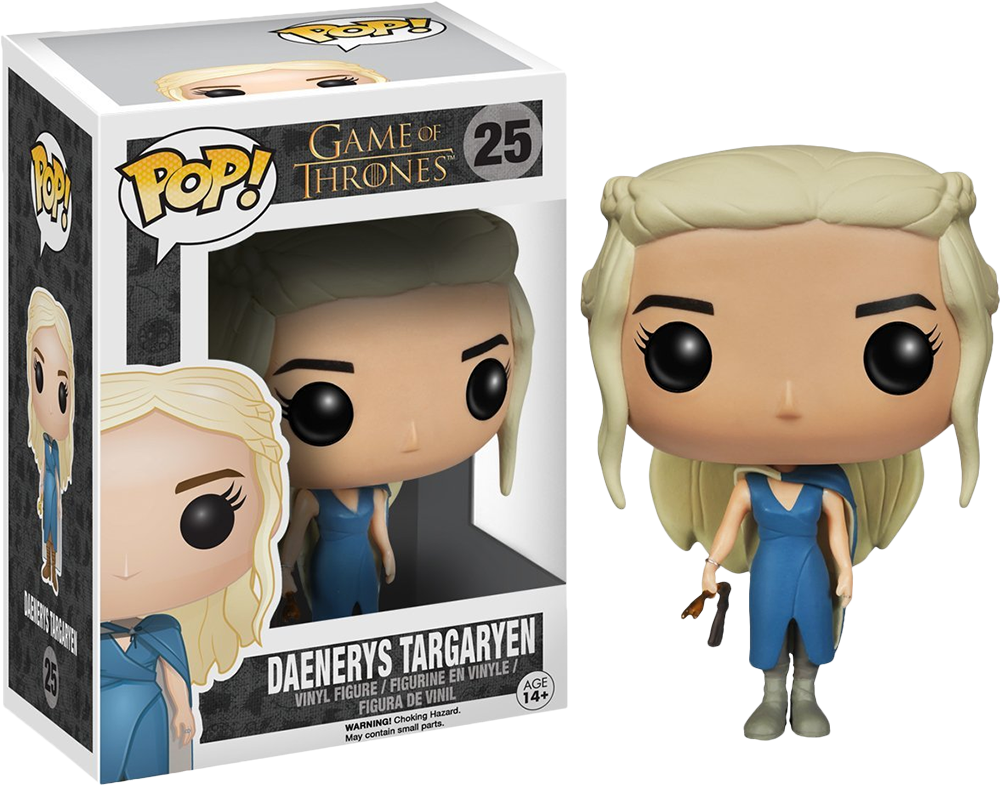 POP!
GAME OF
THRONES™
25
POP!
POP!
DAENERYS TARGARYEN
25
DAENERYS TARGARYEN
VINYL FIGURE / FIGURINE EN VINYLE /
FIGURA DE VINIL
AGE
14+
WARNING! Choking Hazard.
May contain small parts.